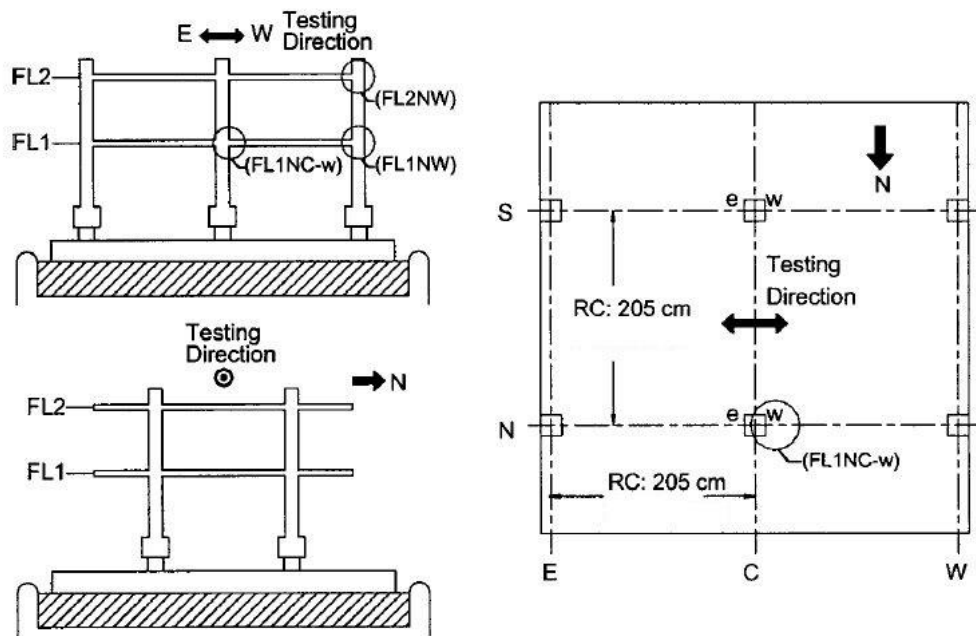 Testing
E W Direction
FL2
(FL2NW)
FL1
(FL1NC-w)
(FL1NW)
Testing
Direction
N
FL2
FL1
N
S
e w
Testing
Direction
RC: 205 cm
e w
N
(FL1NC-w)
RC: 205 cm
E C W